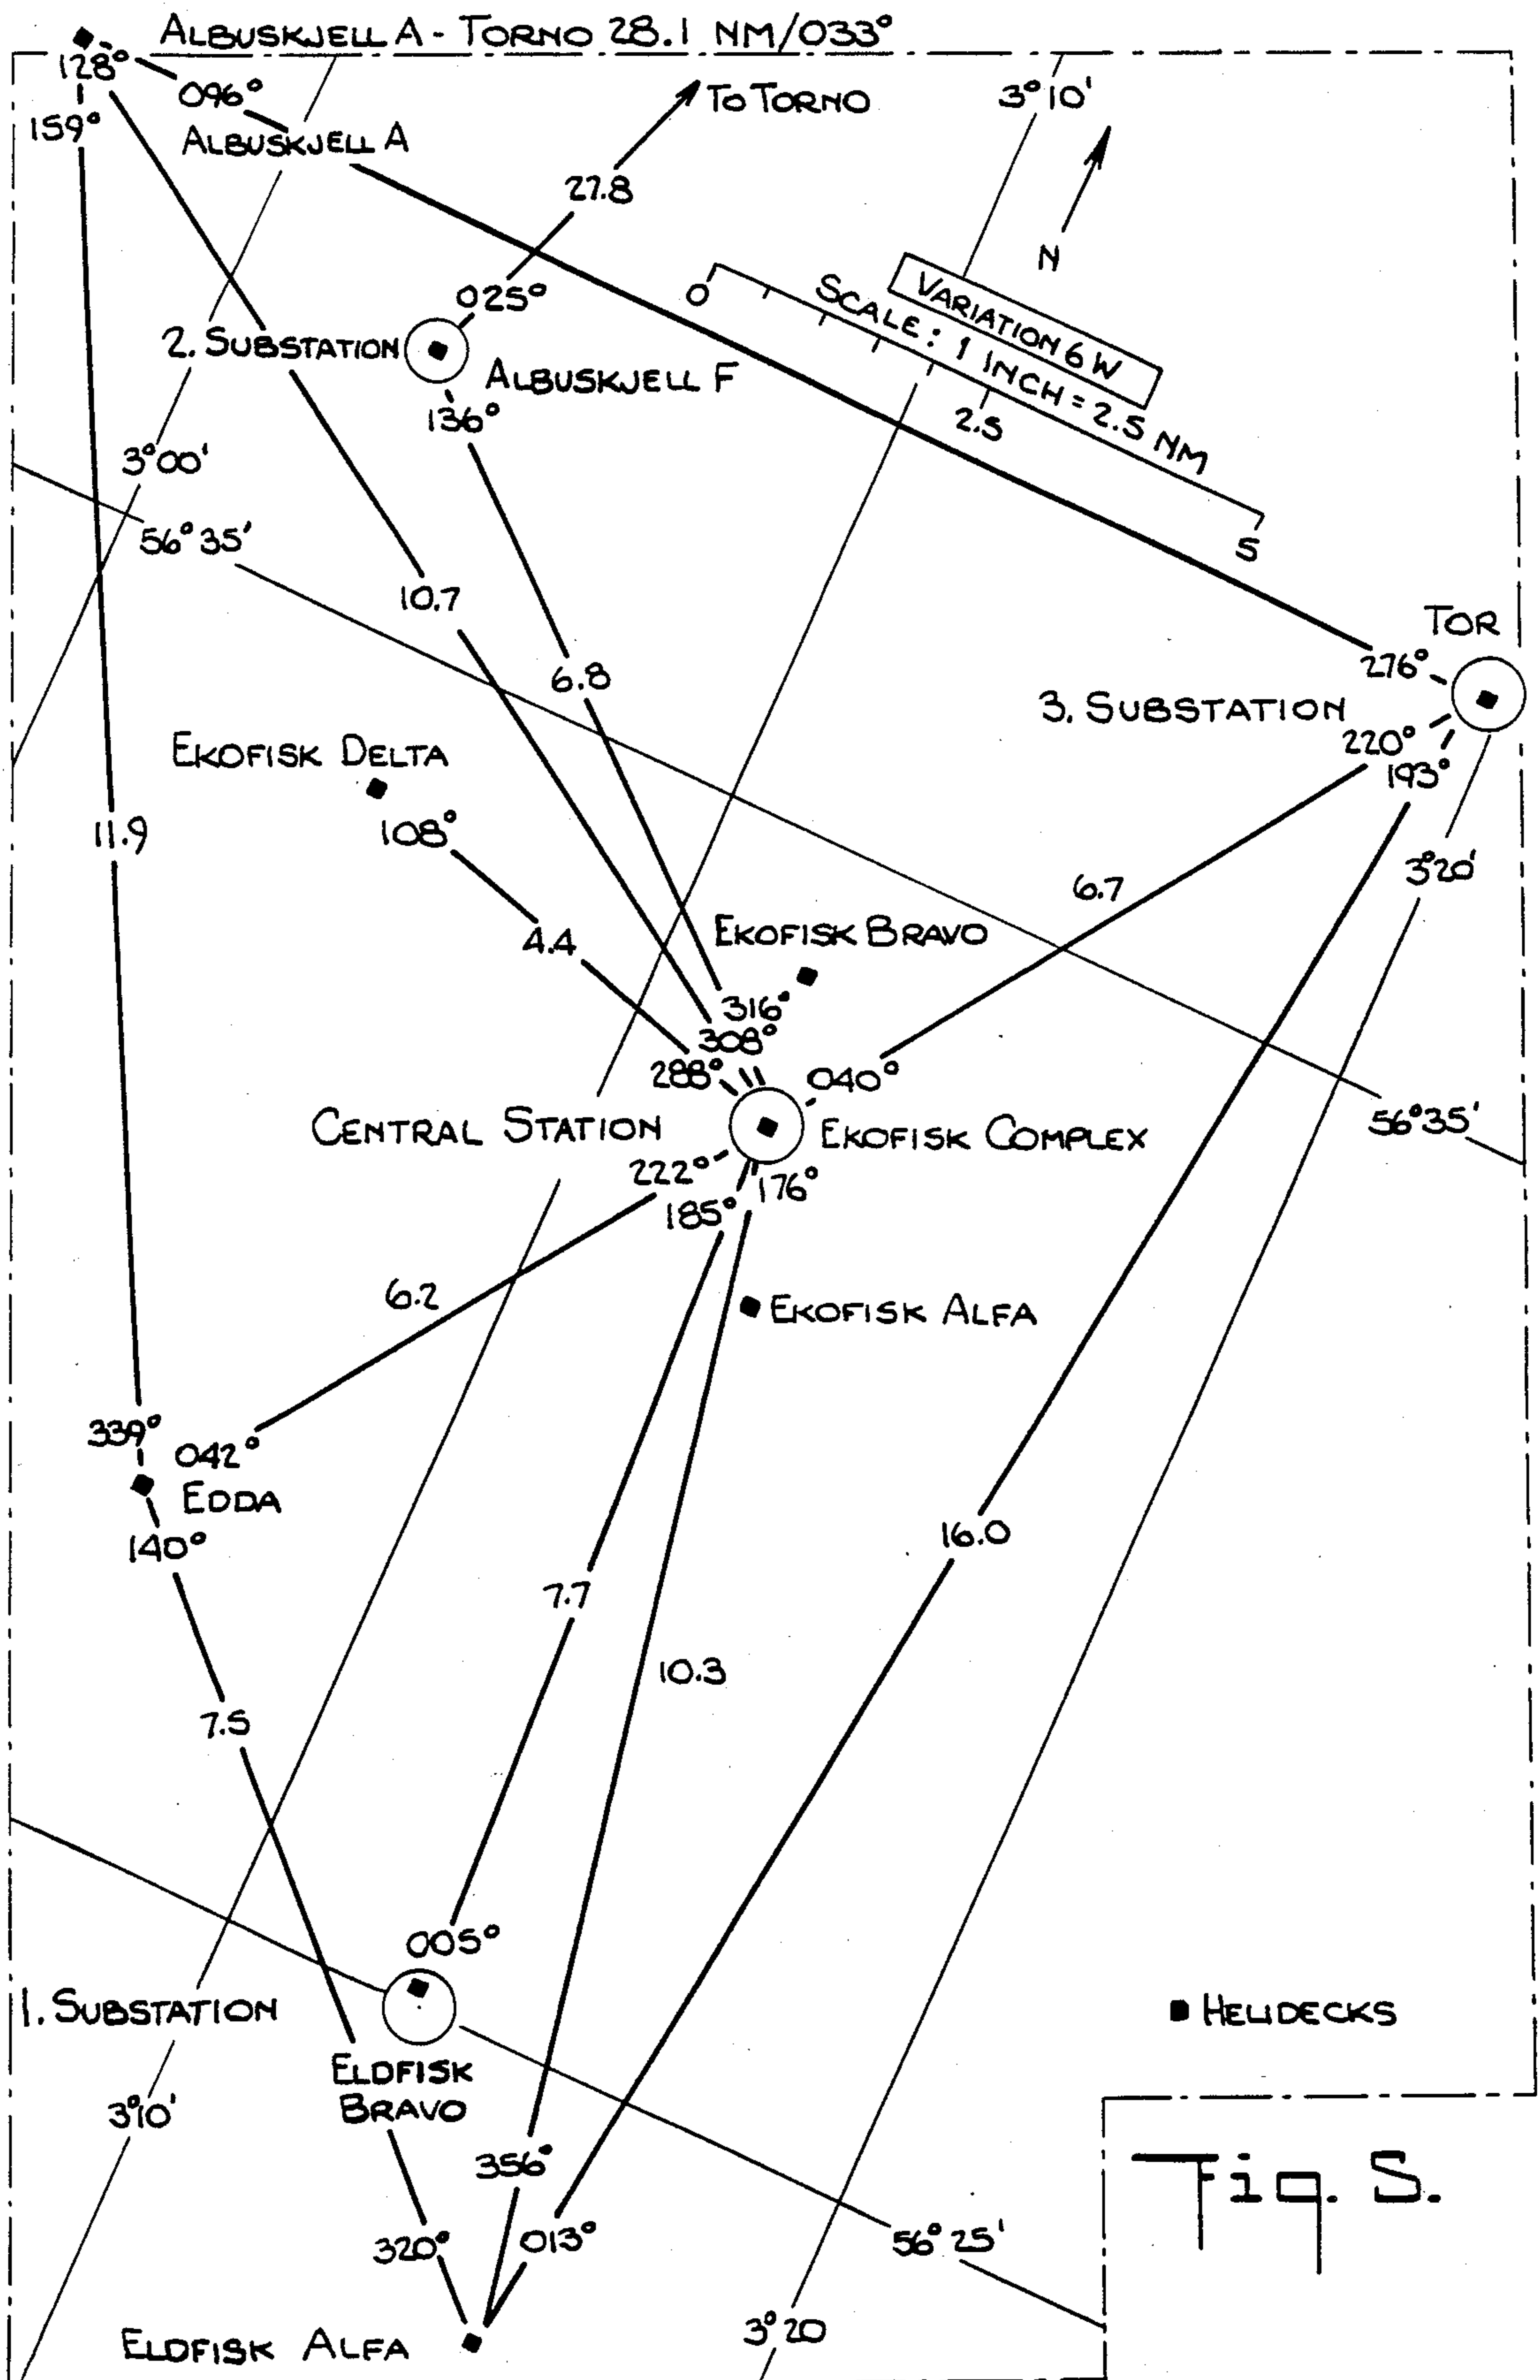 ALBUSKJELL A - TORNO 28.1 NM/033°
128°
096°
159°
ALBUSKJELL A
TO TORNO
3°10'
27.8
N
025°
VARIATION 6 W
0
SCALE: 1 INCH = 2.5 NM
2.5
5
2. SUBSTATION
ALBUSKJELL F
136°
3°00'
56°35'
10.7
6.8
TOR
276°
3. SUBSTATION
220°
193°
EKOFISK DELTA
108°
11.9
3°20'
6.7
4.4
EKOFISK BRAVO
316°
308°
288°
040°
56°35'
CENTRAL STATION
EKOFISK COMPLEX
222°
176°
185°
6.2
EKOFISK ALFA
339°
042°
EDDA
140°
16.0
7.7
10.3
7.5
005°
1. SUBSTATION
HELIDECKS
ELDFISK
BRAVO
3°10'
356°
Fig. S.
320°
013°
56°25'
ELDFISK ALFA
3°20